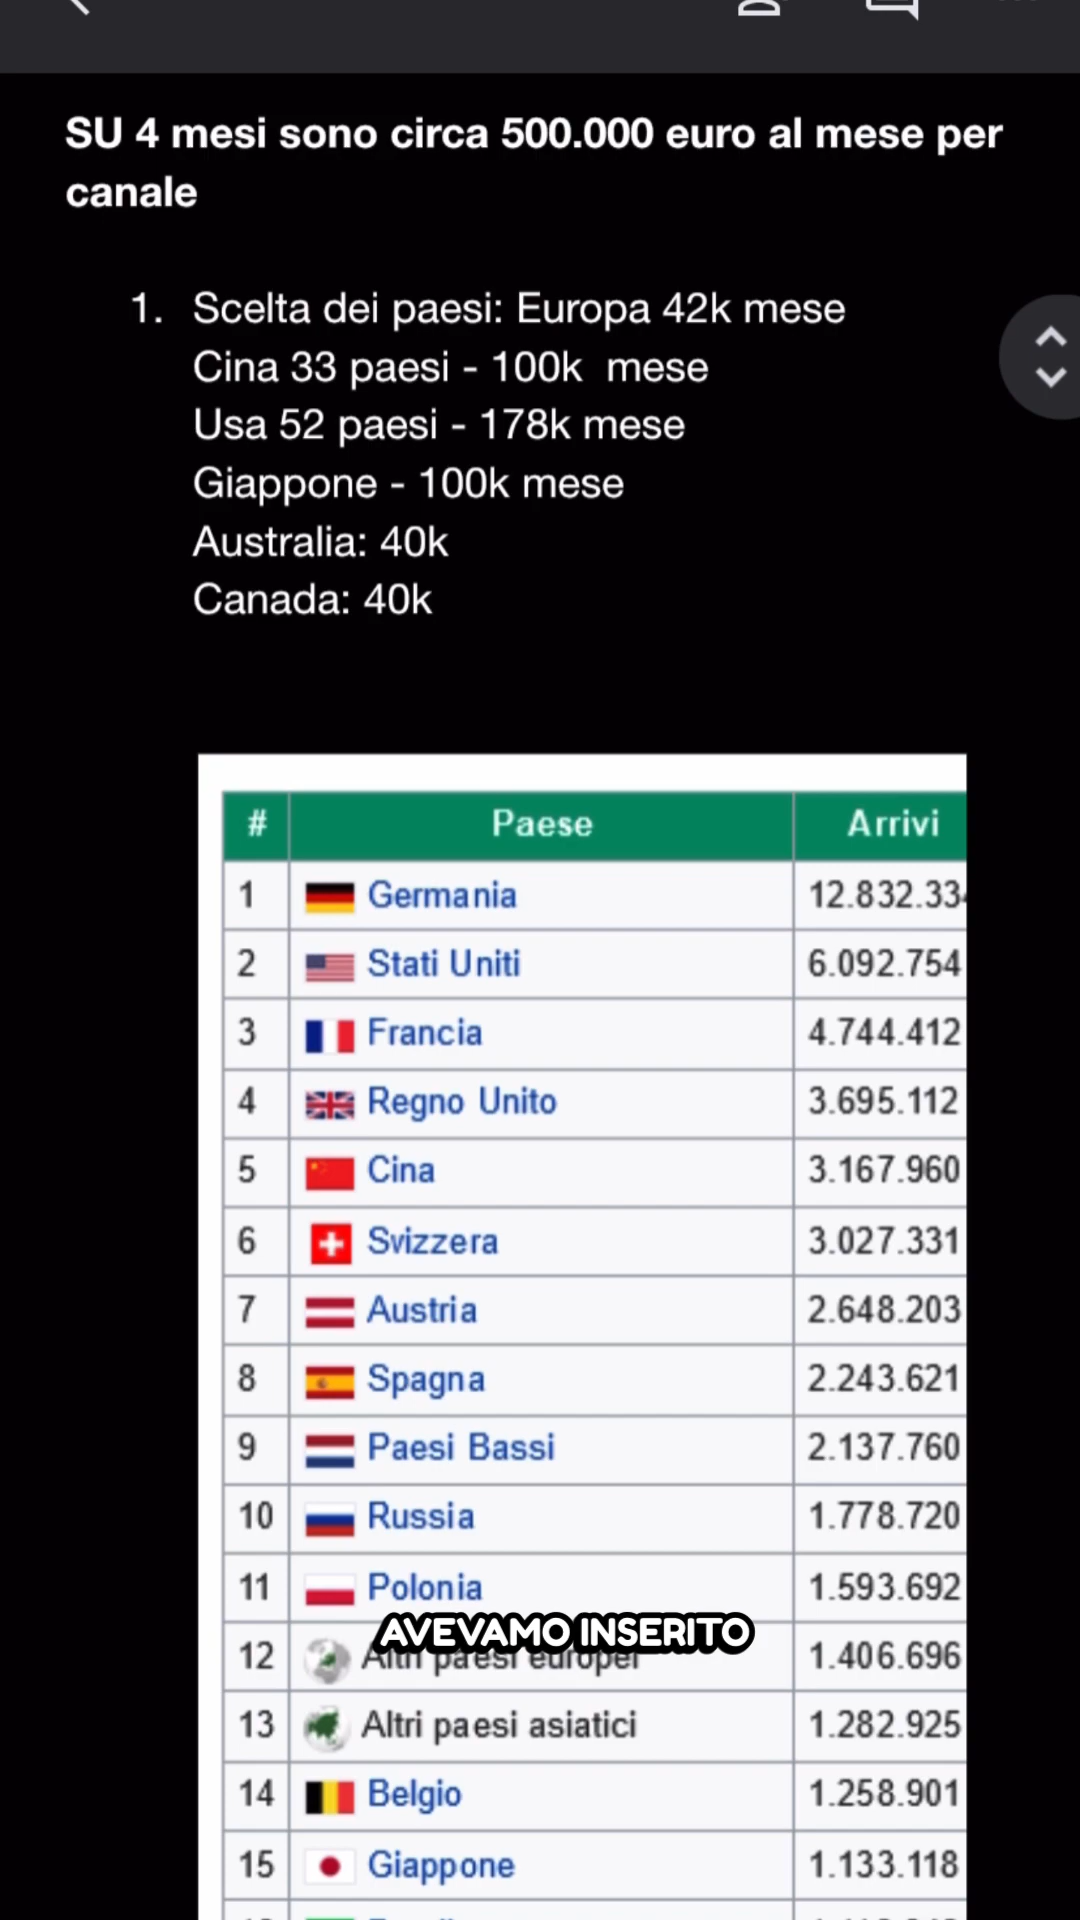 SU 4 mesi sono circa 500.000 euro al mese per
canale
1. Scelta dei paesi: Europa 42k mese
Cina 33 paesi - 100k mese
Usa 52 paesi - 178k mese
Giappone - 100k mese
Australia: 40k
Canada: 40k
# Paese Arrivi
1 Germania 12.832.334
2 Stati Uniti 6.092.754
3 Francia 4.744.412
4 Regno Unito 3.695.112
5 Cina 3.167.960
6 Svizzera 3.027.331
7 Austria 2.648.203
8 Spagna 2.243.621
9 Paesi Bassi 2.137.760
10 Russia 1.778.720
11 Polonia 1.593.692
AVEVAMO INSERITO
12 Altri paesi europei 1.406.696
13 Altri paesi asiatici 1.282.925
14 Belgio 1.258.901
15 Giappone 1.133.118